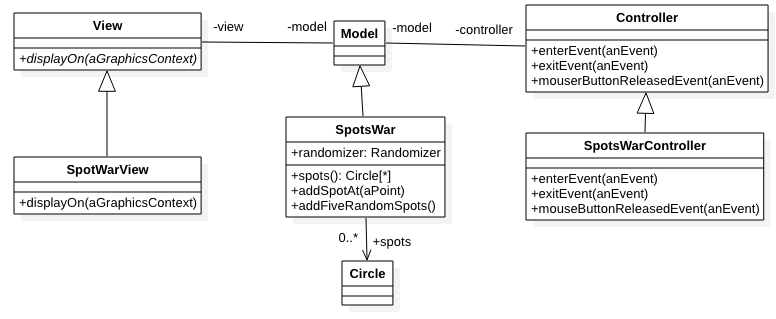 View
+displayOn(aGraphicsContext)
-view
-model
Model
-model
-controller
Controller
+enterEvent(anEvent)
+exitEvent(anEvent)
+mouserButtonReleasedEvent(anEvent)
SpotWarView
+displayOn(aGraphicsContext)
SpotsWar
+randomizer: Randomizer
+spots(): Circle[*]
+addSpotAt(aPoint)
+addFiveRandomSpots()
SpotsWarController
+enterEvent(anEvent)
+exitEvent(anEvent)
+mouseButtonReleasedEvent(anEvent)
0..*
+spots
Circle